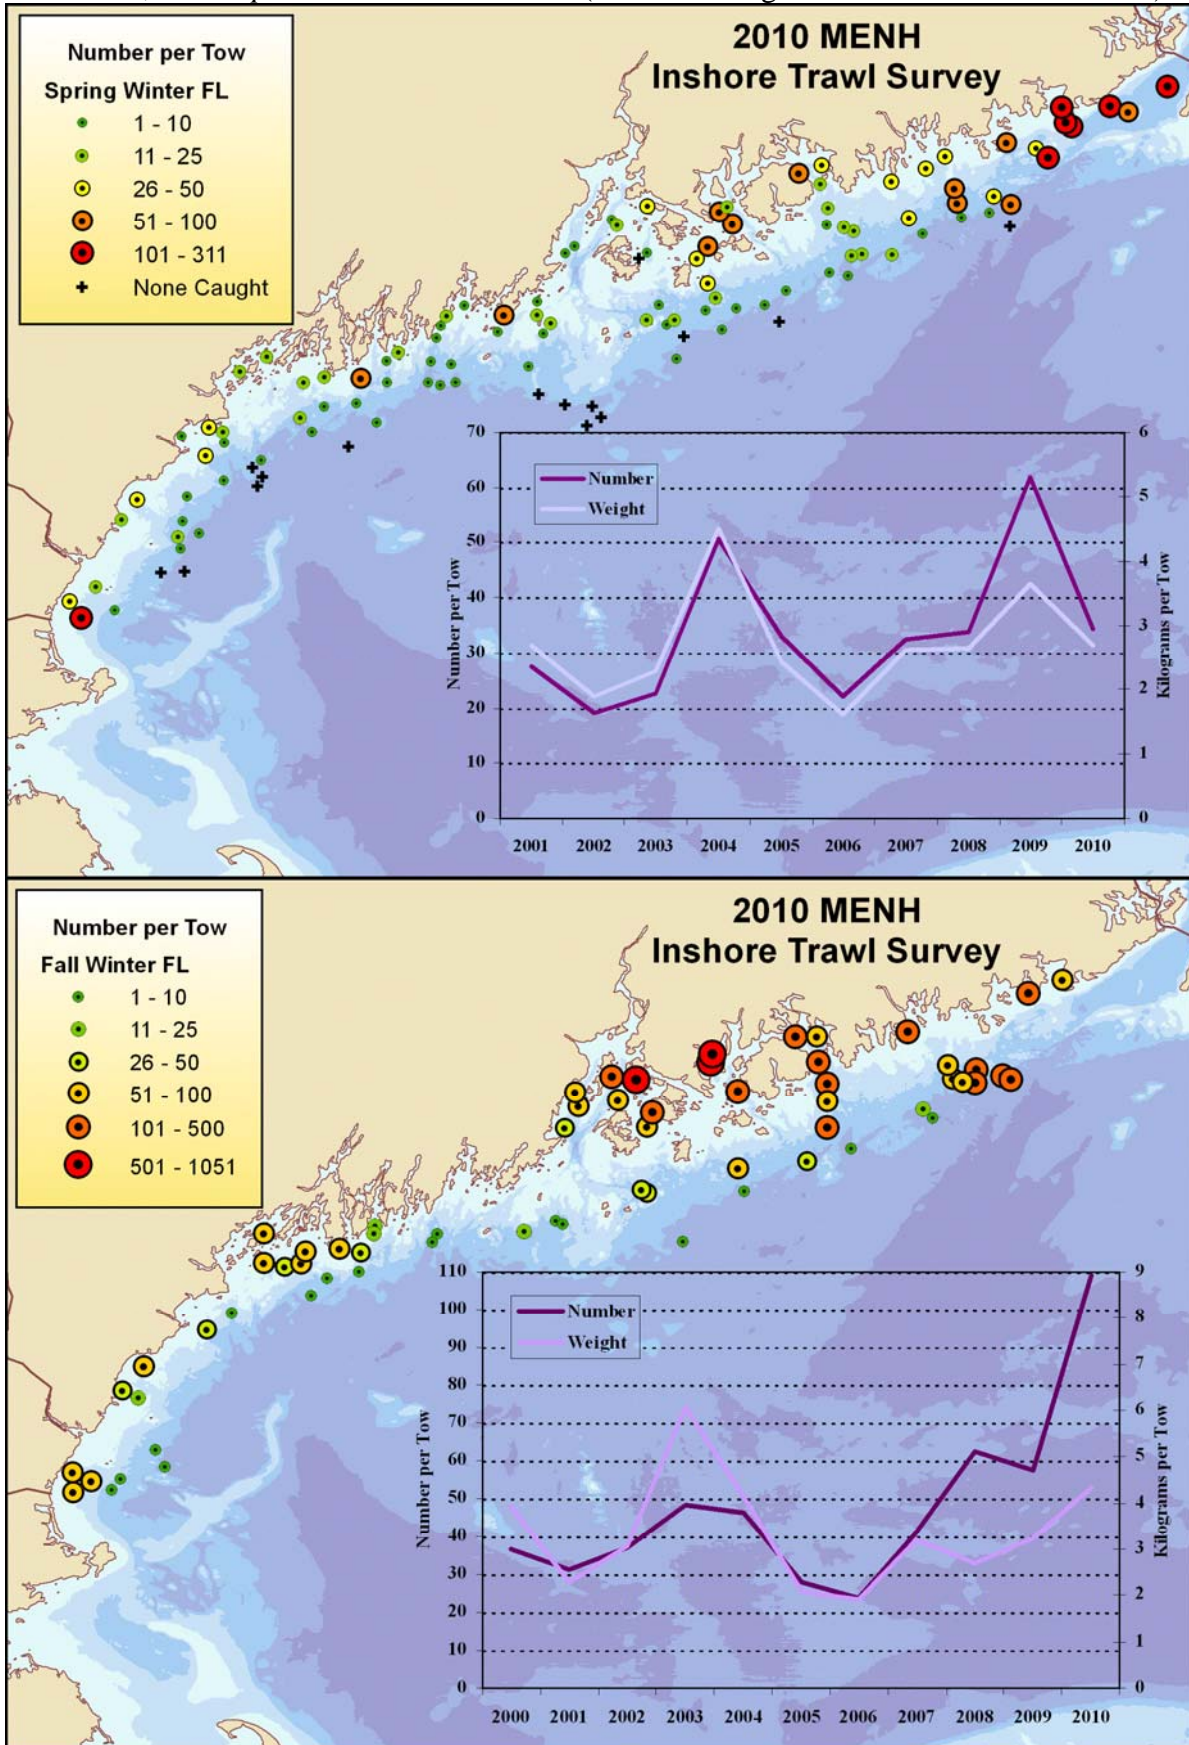 2010 MENH
Inshore Trawl Survey
Number per Tow
Spring Winter FL
1 - 10
11 - 25
26 - 50
51 - 100
101 - 311
None Caught
Number
Weight
Number per Tow
Kilograms per Tow
70
60
50
40
30
20
10
0
6
5
4
3
2
1
0
2001 2002 2003 2004 2005 2006 2007 2008 2009 2010
2010 MENH
Inshore Trawl Survey
Number per Tow
Fall Winter FL
1 - 10
11 - 25
26 - 50
51 - 100
101 - 500
501 - 1051
Number
Weight
Number per Tow
Kilograms per Tow
110
100
90
80
70
60
50
40
30
20
10
0
9
8
7
6
5
4
3
2
1
0
2000 2001 2002 2003 2004 2005 2006 2007 2008 2009 2010